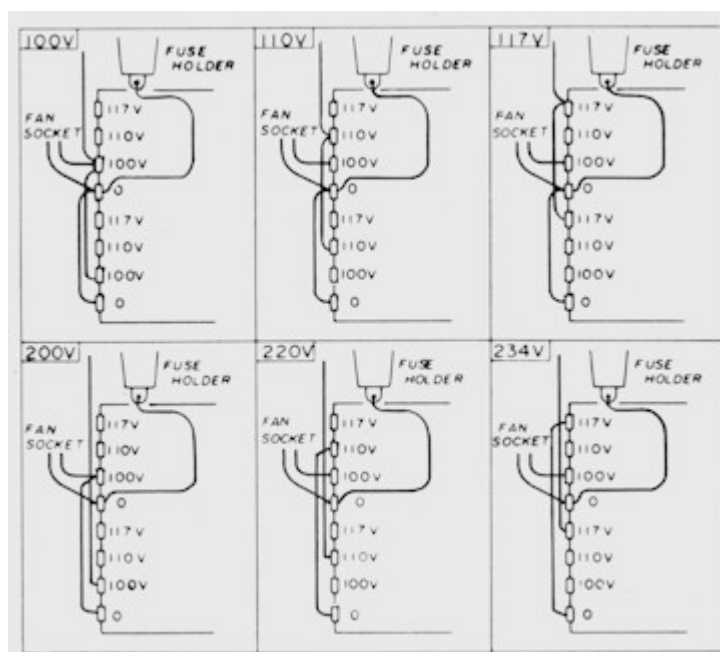 100V
FUSE
HOLDER
117V
FAN
110V
SOCKET
100V
0
117V
110V
100V
0
110V
FUSE
HOLDER
117V
FAN
110V
SOCKET
100V
0
117V
110V
100V
0
117V
FUSE
HOLDER
117V
FAN
110V
SOCKET
100V
0
117V
110V
100V
0
200V
FUSE
HOLDER
117V
FAN
110V
SOCKET
100V
0
117V
110V
100V
0
220V
FUSE
HOLDER
117V
FAN
110V
SOCKET
100V
0
117V
110V
100V
0
234V
FUSE
HOLDER
117V
FAN
110V
SOCKET
100V
0
117V
110V
100V
0